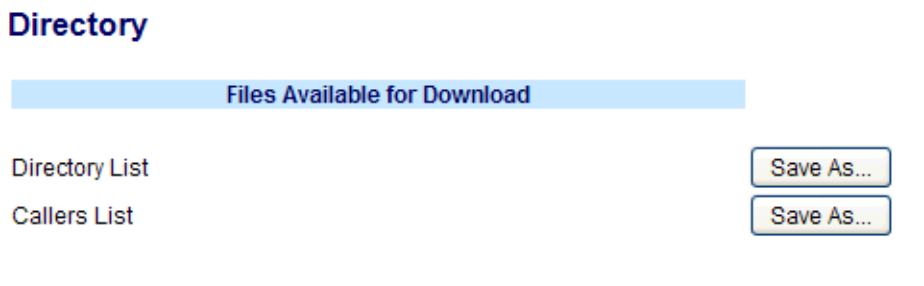 Directory
Files Available for Download
Directory List Save As...
Callers List Save As...